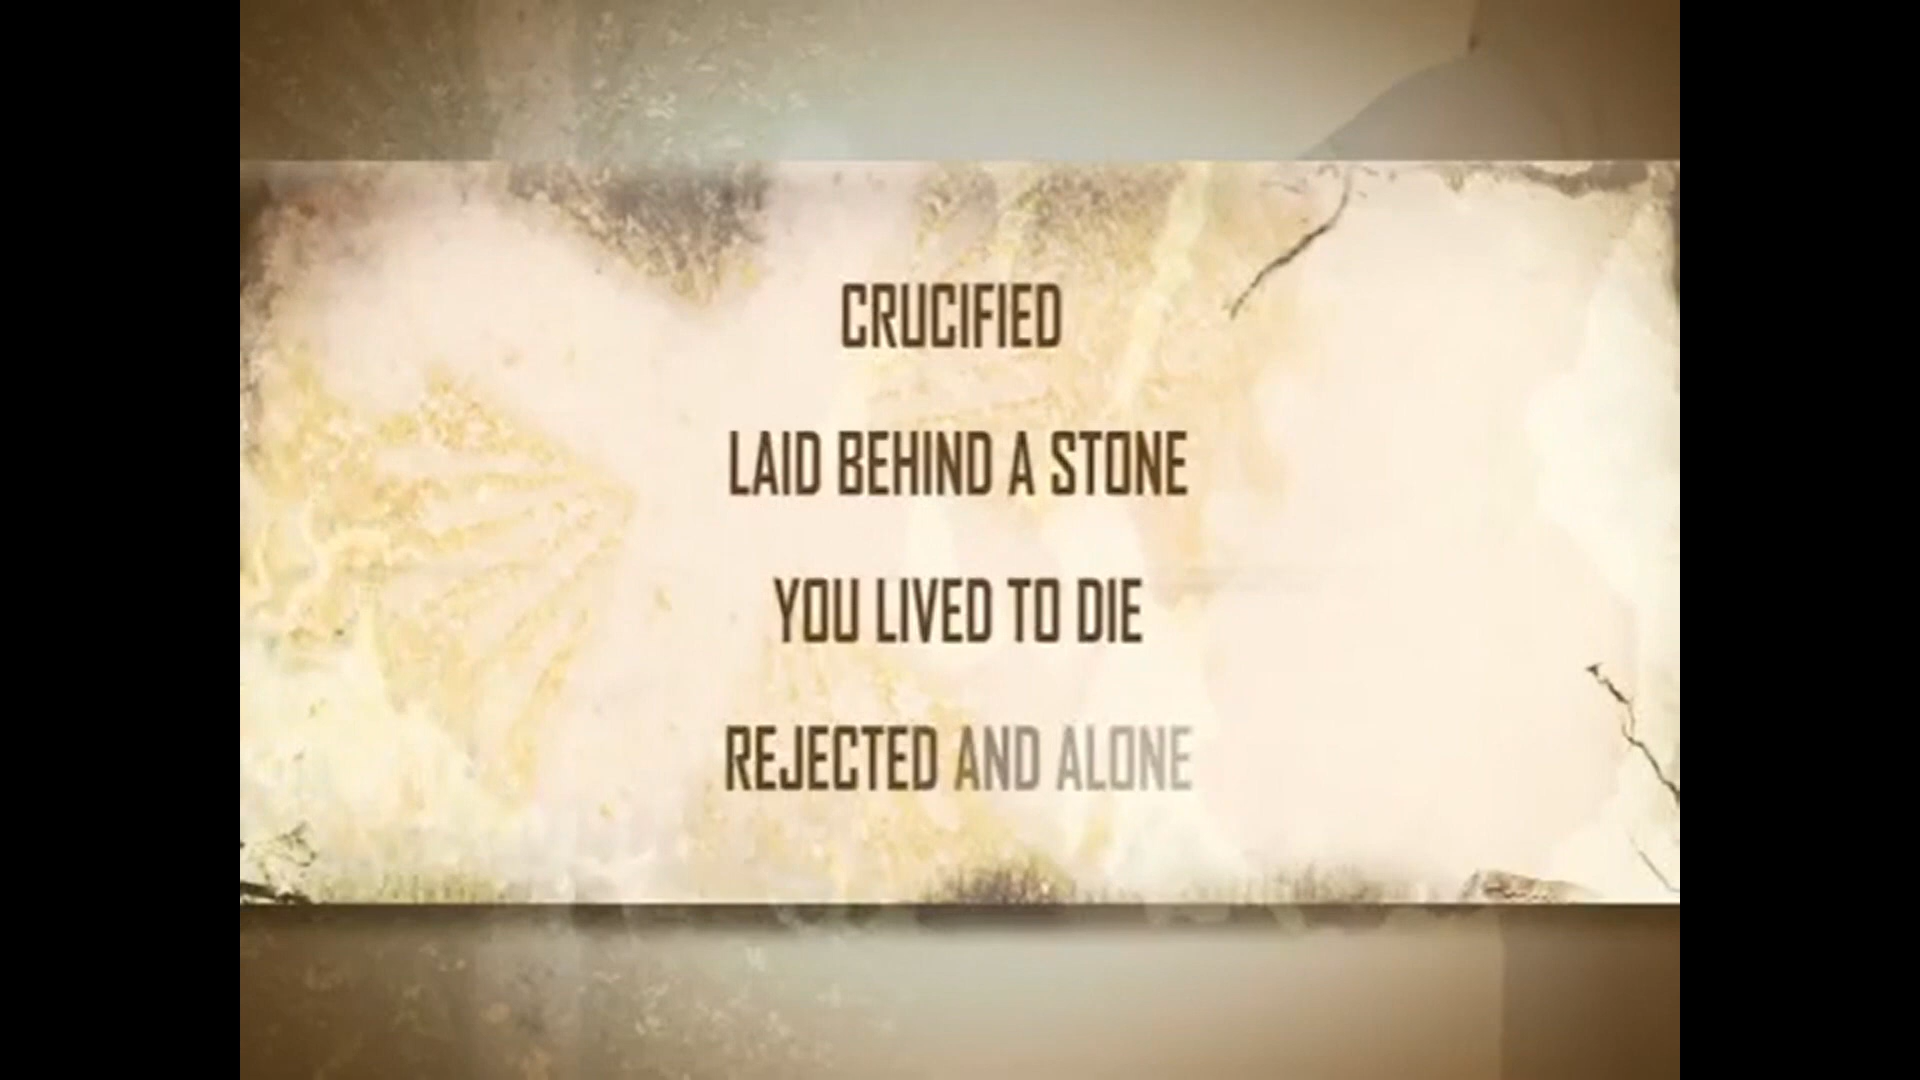 CRUCIFIED
LAID BEHIND A STONE
YOU LIVED TO DIE
REJECTED AND ALONE